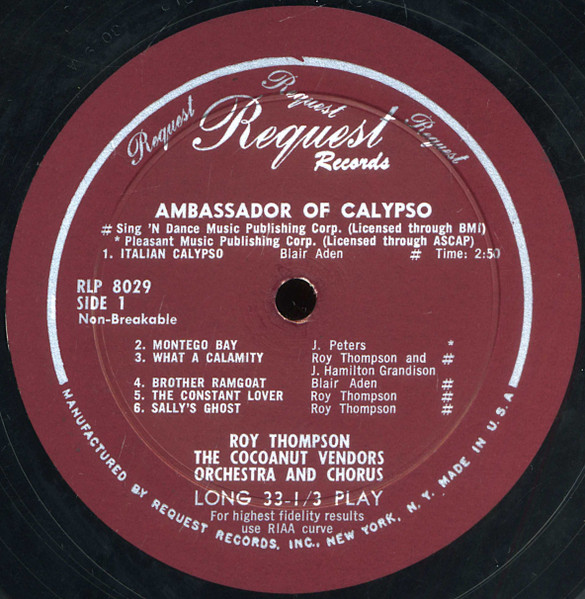 Request
Request
Request
Request
Records
AMBASSADOR OF CALYPSO
# Sing 'N Dance Music Publishing Corp. (Licensed through BMI)
* Pleasant Music Publishing Corp. (Licensed through ASCAP)
1. ITALIAN CALYPSO Blair Aden # Time: 2:50
RLP 8029
SIDE 1
Non-Breakable
2. MONTEGO BAY J. Peters *
3. WHAT A CALAMITY Roy Thompson and #
J. Hamilton Grandison
4. BROTHER RAMGOAT Blair Aden #
5. THE CONSTANT LOVER Roy Thompson #
6. SALLY'S GHOST Roy Thompson #
ROY THOMPSON
THE COCOANUT VENDORS
ORCHESTRA AND CHORUS
LONG 33-1/3 PLAY
For highest fidelity results
use RIAA curve
MANUFACTURED BY REQUEST RECORDS, INC., NEW YORK, N. Y. MADE IN U.S.A